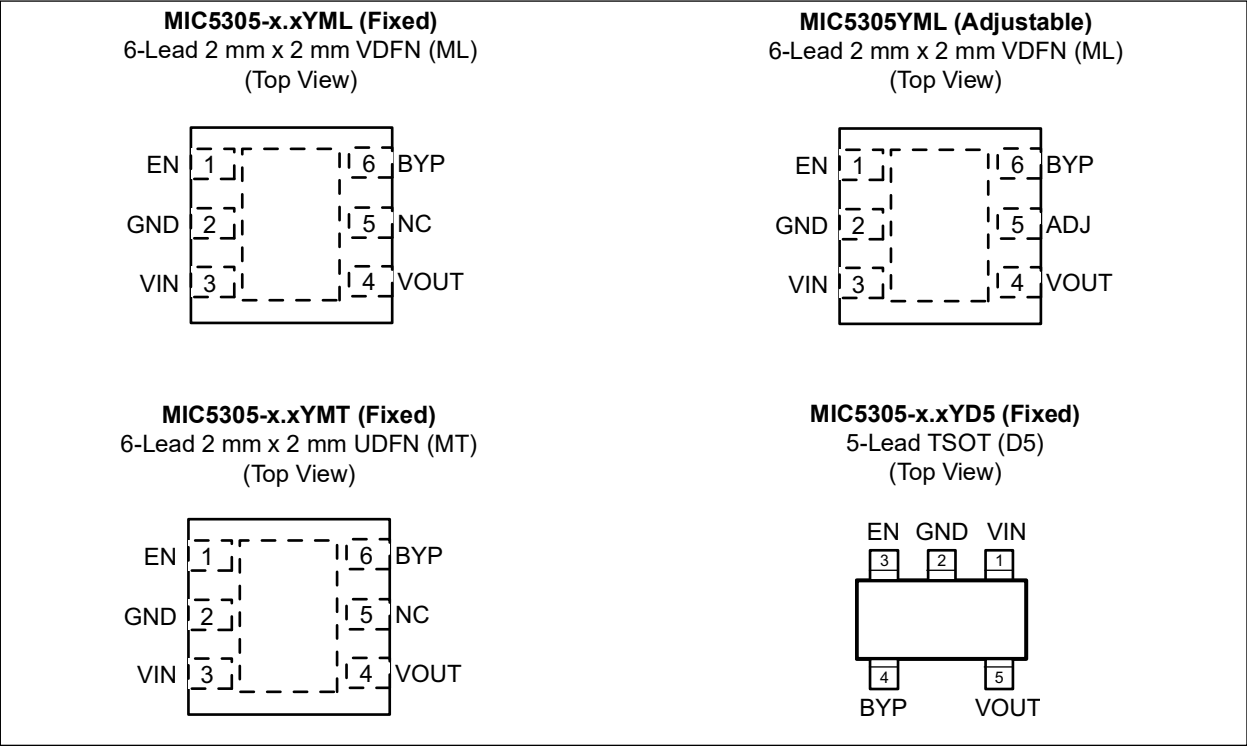 MIC5305-x.xYML (Fixed)
6-Lead 2 mm x 2 mm VDFN (ML)
(Top View)
EN 1 6 BYP
GND 2 5 NC
VIN 3 4 VOUT
MIC5305YML (Adjustable)
6-Lead 2 mm x 2 mm VDFN (ML)
(Top View)
EN 1 6 BYP
GND 2 5 ADJ
VIN 3 4 VOUT
MIC5305-x.xYMT (Fixed)
6-Lead 2 mm x 2 mm UDFN (MT)
(Top View)
EN 1 6 BYP
GND 2 5 NC
VIN 3 4 VOUT
MIC5305-x.xYD5 (Fixed)
5-Lead TSOT (D5)
(Top View)
EN GND VIN
3 2 1
4 5
BYP VOUT